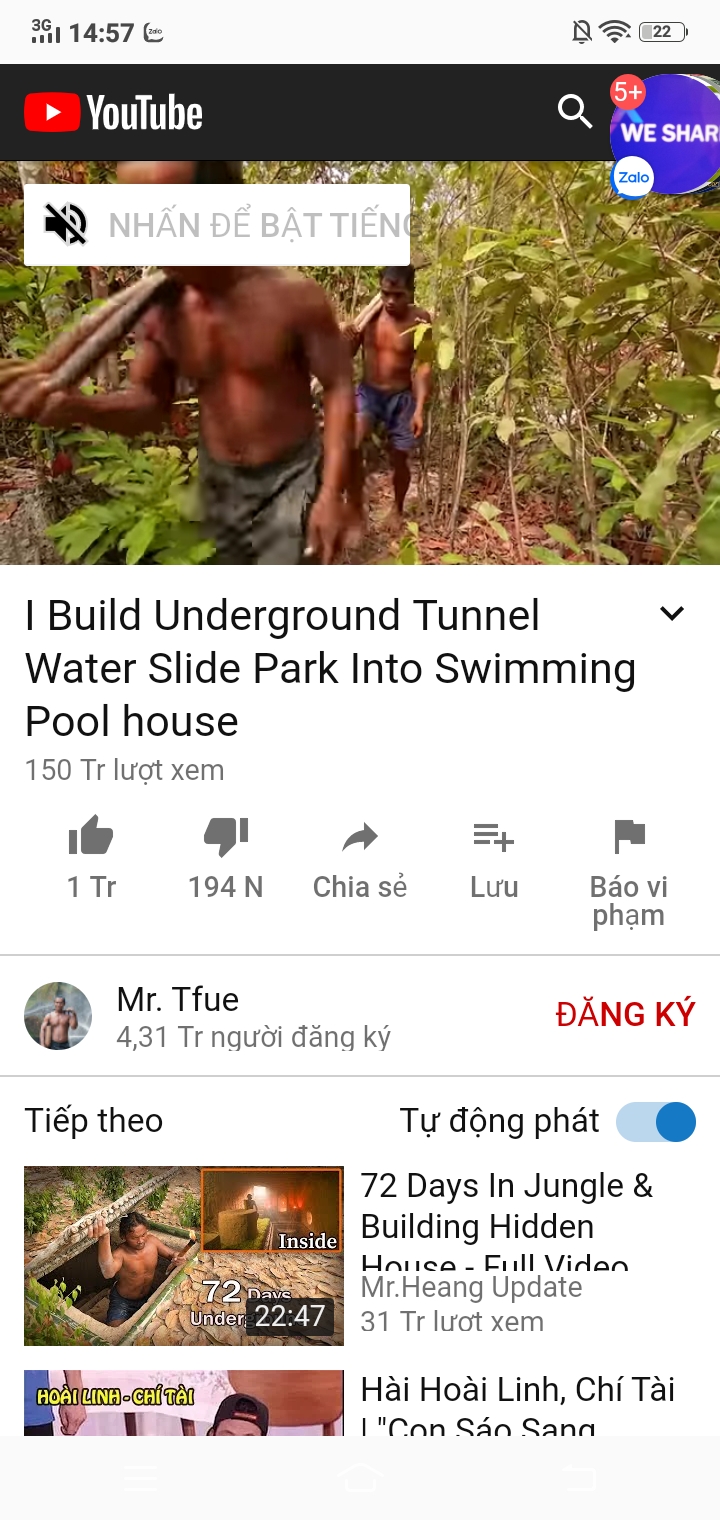 3G
14:57
Zalo
22
YouTube
5+
WE SHAR
Zalo
NHẤN ĐỂ BẬT TIẾNG
I Build Underground Tunnel
Water Slide Park Into Swimming
Pool house
150 Tr lượt xem
1 Tr
194 N
Chia sẻ
Lưu
Báo vi
phạm
Mr. Tfue
4,31 Tr người đăng ký
ĐĂNG KÝ
Tiếp theo
Tự động phát
Inside
72 Days
22:47
72 Days In Jungle &
Building Hidden
House - Full Video
Mr.Heang Update
31 Tr lượt xem
HOÀI LINH - CHÍ TÀI
Hài Hoài Linh, Chí Tài
| "Con Sáo Sang